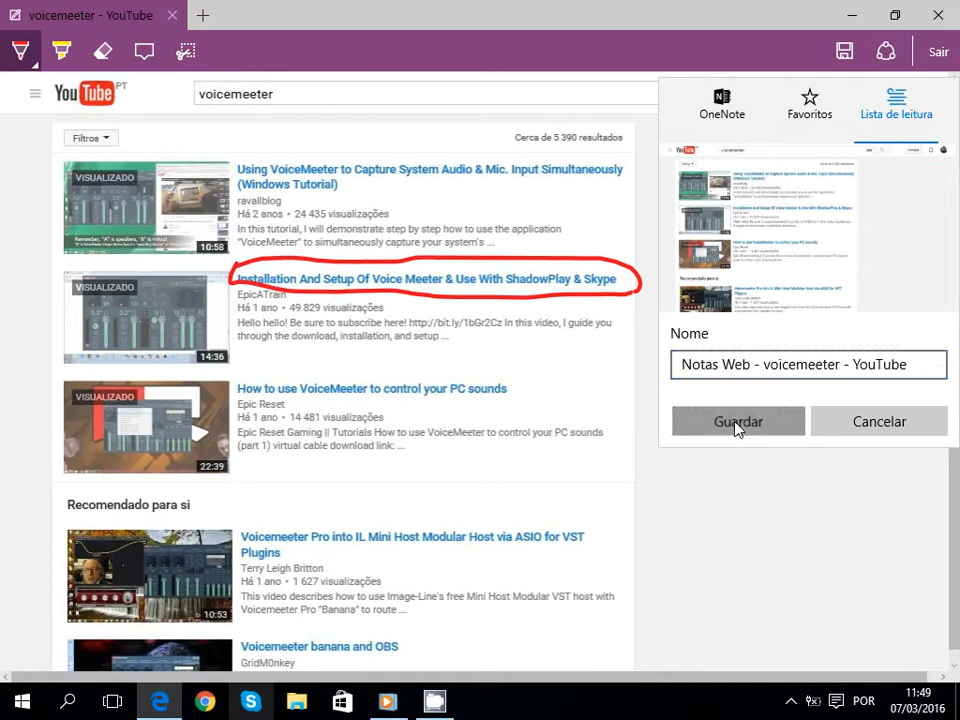 voicemeeter - YouTube
Sair
YouTube PT
voicemeeter
Filtros
Cerca de 5 390 resultados
VISUALIZADO
10:58
Using VoiceMeeter to Capture System Audio & Mic. Input Simultaneously
(Windows Tutorial)
ravallblog
Há 2 anos • 24 435 visualizações
In this tutorial, I will demonstrate step by step how to use the application
"VoiceMeeter" to simultaneously capture your system's ...
VISUALIZADO
14:36
Installation And Setup Of Voice Meeter & Use With ShadowPlay & Skype
EpicATrain
Há 1 ano • 49 829 visualizações
Hello hello! Be sure to subscribe here! http://bit.ly/1bGr2Cz In this video, I guide you
through the download, installation, and setup ...
VISUALIZADO
22:39
How to use VoiceMeeter to control your PC sounds
Epic Reset
Há 1 ano • 14 481 visualizações
Epic Reset Gaming || Tutorials How to use VoiceMeeter to control your PC sounds
(part 1) virtual cable download link: ...
Recomendado para si
10:53
Voicemeeter Pro into IL Mini Host Modular Host via ASIO for VST
Plugins
Terry Leigh Britton
Há 1 ano • 1 627 visualizações
This video describes how to use Image-Line's free Mini Host Modular VST host with
Voicemeeter Pro "Banana" to route ...
Voicemeeter banana and OBS
GridM0nkey
OneNote
Favoritos
Lista de leitura
Nome
Notas Web - voicemeeter - YouTube
Guardar
Cancelar
POR
11:49
07/03/2016